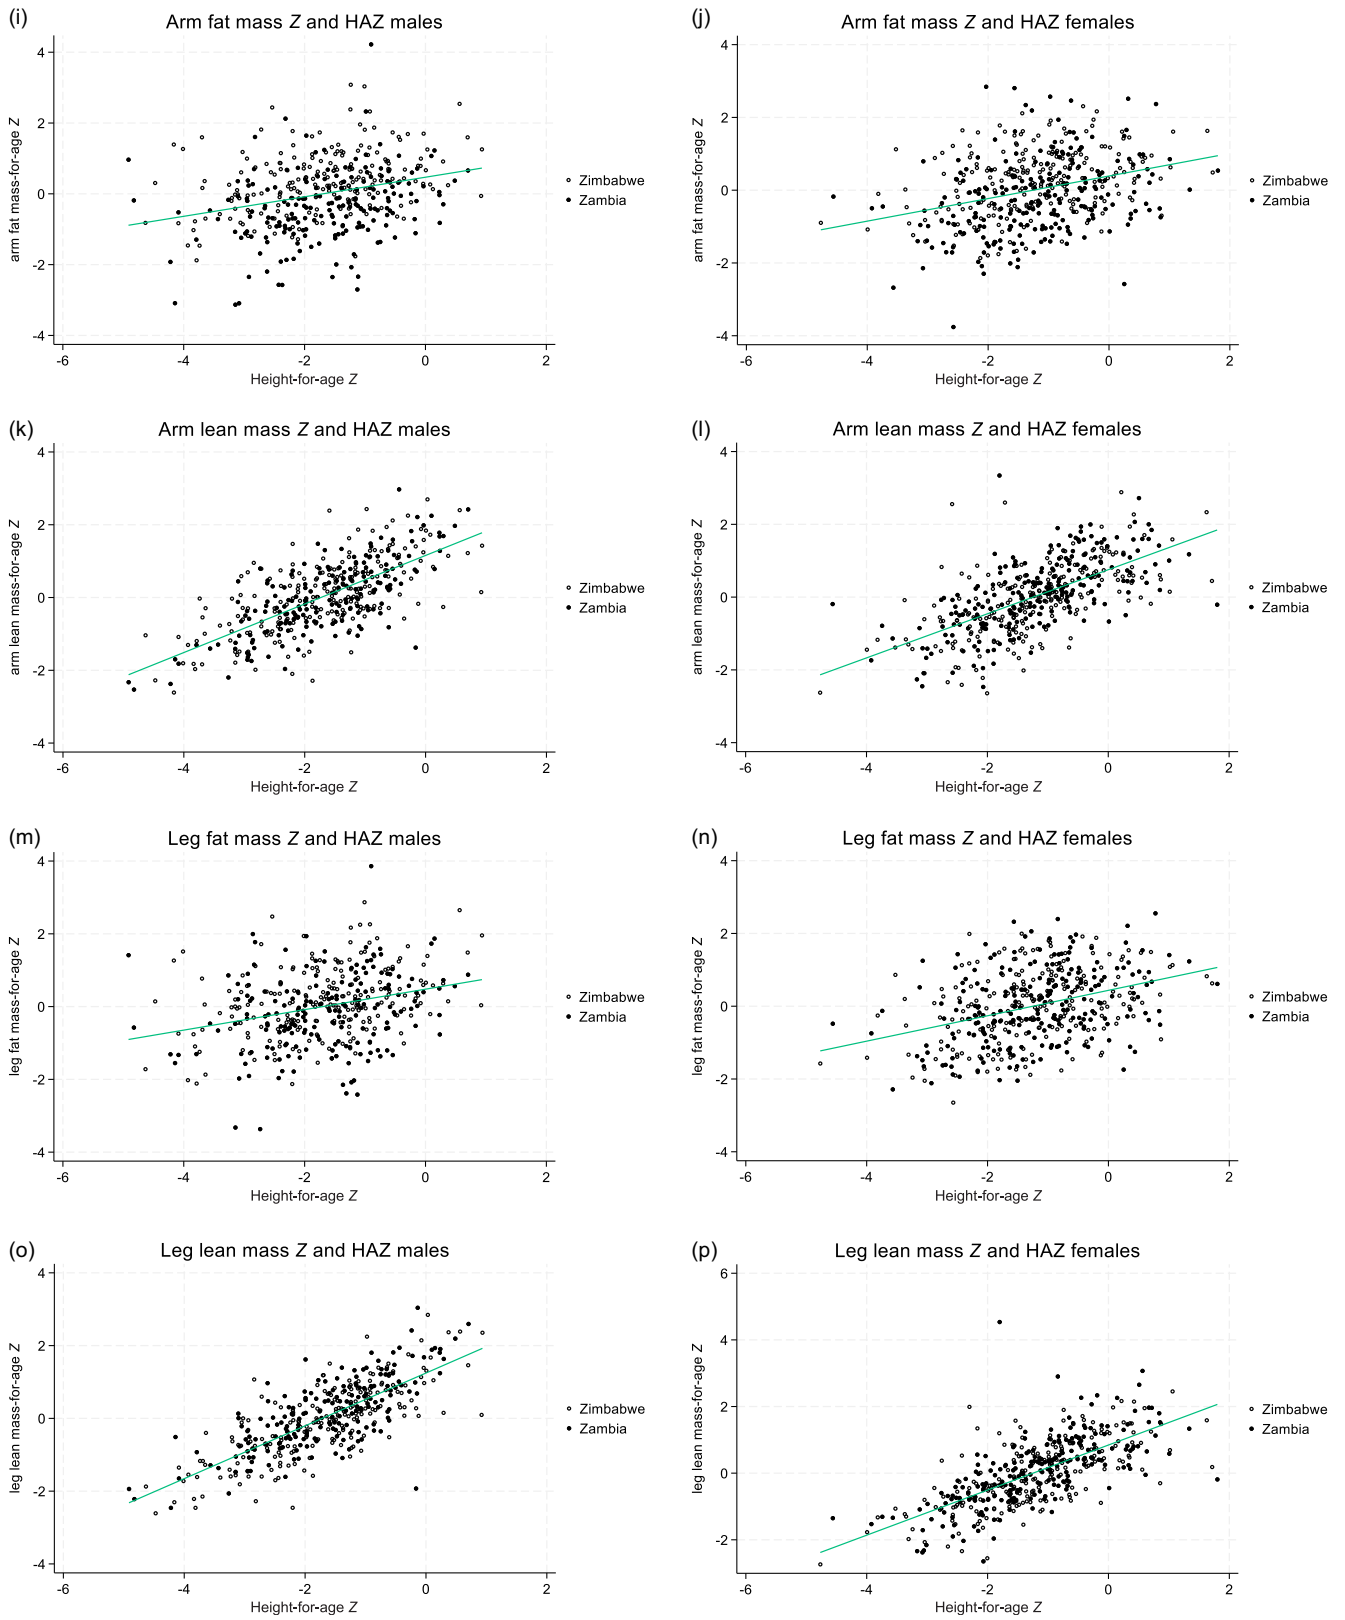 (i)
Arm fat mass Z and HAZ males
arm fat mass-for-age Z
4
2
0
-2
-4
-6
-4
-2
0
2
Height-for-age Z
Zimbabwe
Zambia
(j)
Arm fat mass Z and HAZ females
arm fat mass-for-age Z
4
2
0
-2
-4
-6
-4
-2
0
2
Height-for-age Z
Zimbabwe
Zambia
(k)
Arm lean mass Z and HAZ males
arm lean mass-for-age Z
4
2
0
-2
-4
-6
-4
-2
0
2
Height-for-age Z
Zimbabwe
Zambia
(l)
Arm lean mass Z and HAZ females
arm lean mass-for-age Z
4
2
0
-2
-4
-6
-4
-2
0
2
Height-for-age Z
Zimbabwe
Zambia
(m)
Leg fat mass Z and HAZ males
leg fat mass-for-age Z
4
2
0
-2
-4
-6
-4
-2
0
2
Height-for-age Z
Zimbabwe
Zambia
(n)
Leg fat mass Z and HAZ females
leg fat mass-for-age Z
4
2
0
-2
-4
-6
-4
-2
0
2
Height-for-age Z
Zimbabwe
Zambia
(o)
Leg lean mass Z and HAZ males
leg lean mass-for-age Z
4
2
0
-2
-4
-6
-4
-2
0
2
Height-for-age Z
Zimbabwe
Zambia
(p)
Leg lean mass Z and HAZ females
leg lean mass-for-age Z
6
4
2
0
-2
-6
-4
-2
0
2
Height-for-age Z
Zimbabwe
Zambia